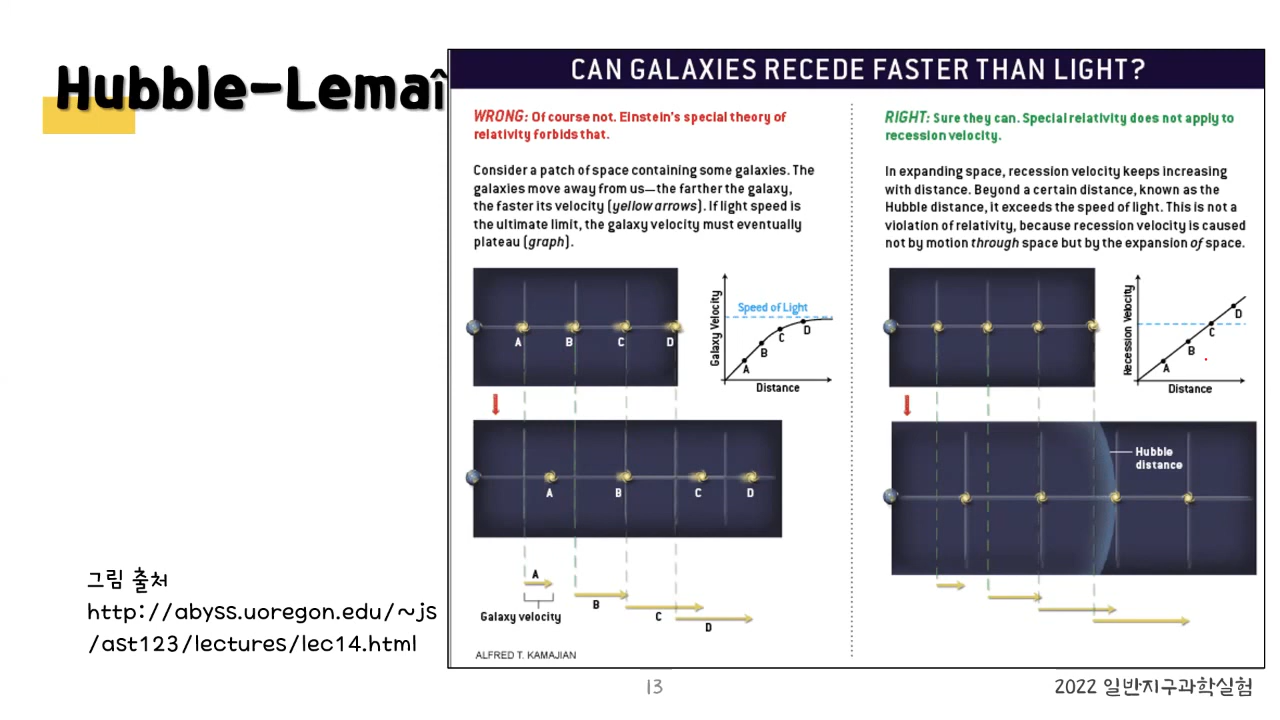 Hubble-Lemaî
CAN GALAXIES RECEDE FASTER THAN LIGHT?
WRONG: Of course not. Einstein's special theory of
relativity forbids that.
Consider a patch of space containing some galaxies. The
galaxies move away from us—the farther the galaxy,
the faster its velocity (yellow arrows). If light speed is
the ultimate limit, the galaxy velocity must eventually
plateau (graph).
A
B
C
D
Galaxy Velocity
Speed of Light
A
B
C
D
Distance
A
B
C
D
A
B
C
D
Galaxy velocity
ALFRED T. KAMAJIAN
RIGHT: Sure they can. Special relativity does not apply to
recession velocity.
In expanding space, recession velocity keeps increasing
with distance. Beyond a certain distance, known as the
Hubble distance, it exceeds the speed of light. This is not a
violation of relativity, because recession velocity is caused
not by motion through space but by the expansion of space.
Recession Velocity
A
B
C
D
Distance
Hubble
distance
그림 출처
http://abyss.uoregon.edu/~js
/ast123/lectures/lec14.html
13
2022 일반지구과학실험